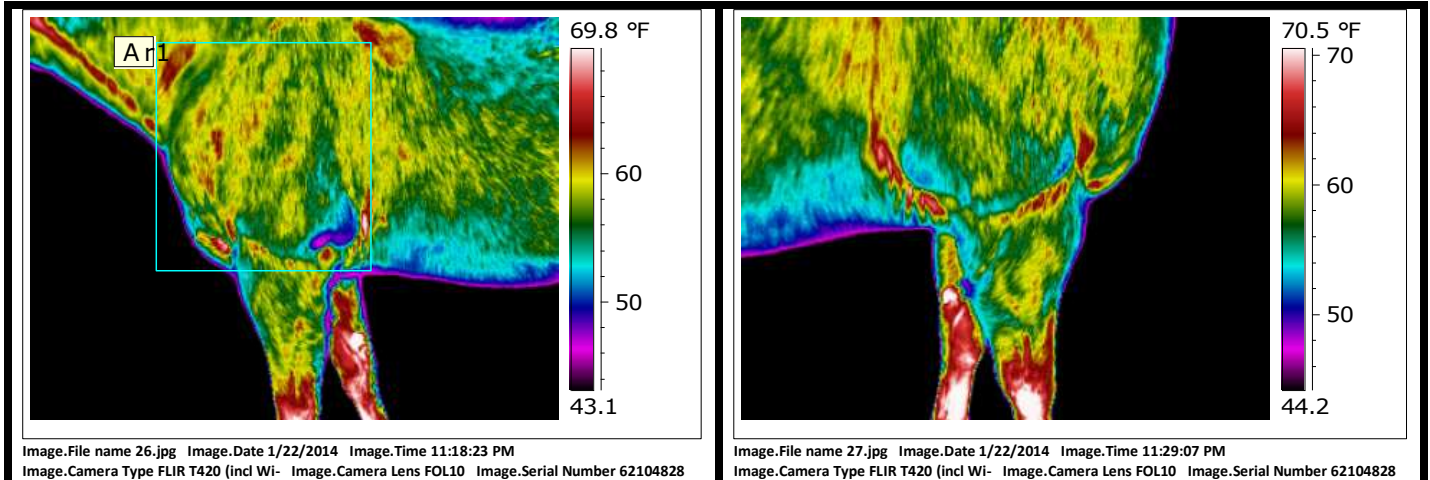 Ar1
69.8 °F
60
50
43.1
Image.File name 26.jpg Image.Date 1/22/2014 Image.Time 11:18:23 PM
Image.Camera Type FLIR T420 (incl Wi- Image.Camera Lens FOL10 Image.Serial Number 62104828
70.5 °F
70
60
50
44.2
Image.File name 27.jpg Image.Date 1/22/2014 Image.Time 11:29:07 PM
Image.Camera Type FLIR T420 (incl Wi- Image.Camera Lens FOL10 Image.Serial Number 62104828